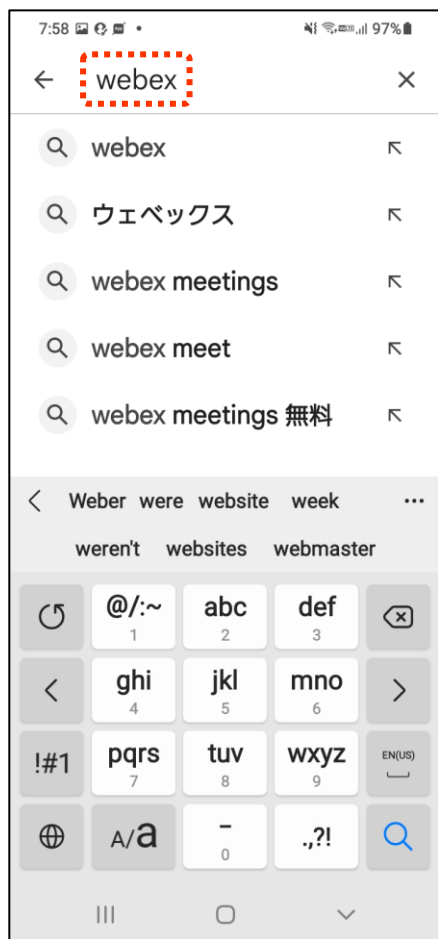 7:58 97%
webex
webex
ウェベックス
webex meetings
webex meet
webex meetings 無料
Weber were website week
weren't websites webmaster
@/:~ abc def
1 2 3
ghi jkl mno
4 5 6
!#1 pqrs tuv wxyz EN(US)
7 8 9
A/a - .,?!
0